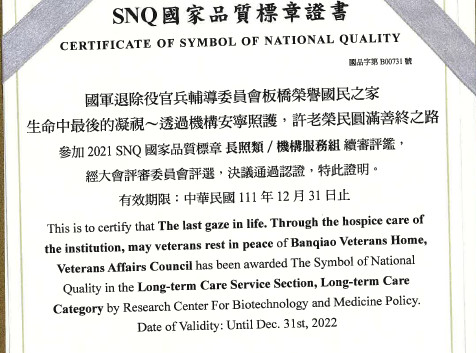 SNQ國家品質標章證書
CERTIFICATE OF SYMBOL OF NATIONAL QUALITY
國品字第 B00731 號
國軍退除役官兵輔導委員會板橋榮譽國民之家
生命中最後的凝視～透過機構安寧照護，許老榮民圓滿善終之路
參加 2021 SNQ 國家品質標章 長照類 / 機構服務組 續審評鑑，
經大會評審委員會評選，決議通過認證，特此證明。
有效期限：中華民國 111 年 12 月 31 日止
This is to certify that The last gaze in life. Through the hospice care of
the institution, may veterans rest in peace of Banqiao Veterans Home,
Veterans Affairs Council has been awarded The Symbol of National
Quality in the Long-term Care Service Section, Long-term Care
Category by Research Center For Biotechnology and Medicine Policy.
Date of Validity: Until Dec. 31st, 2022